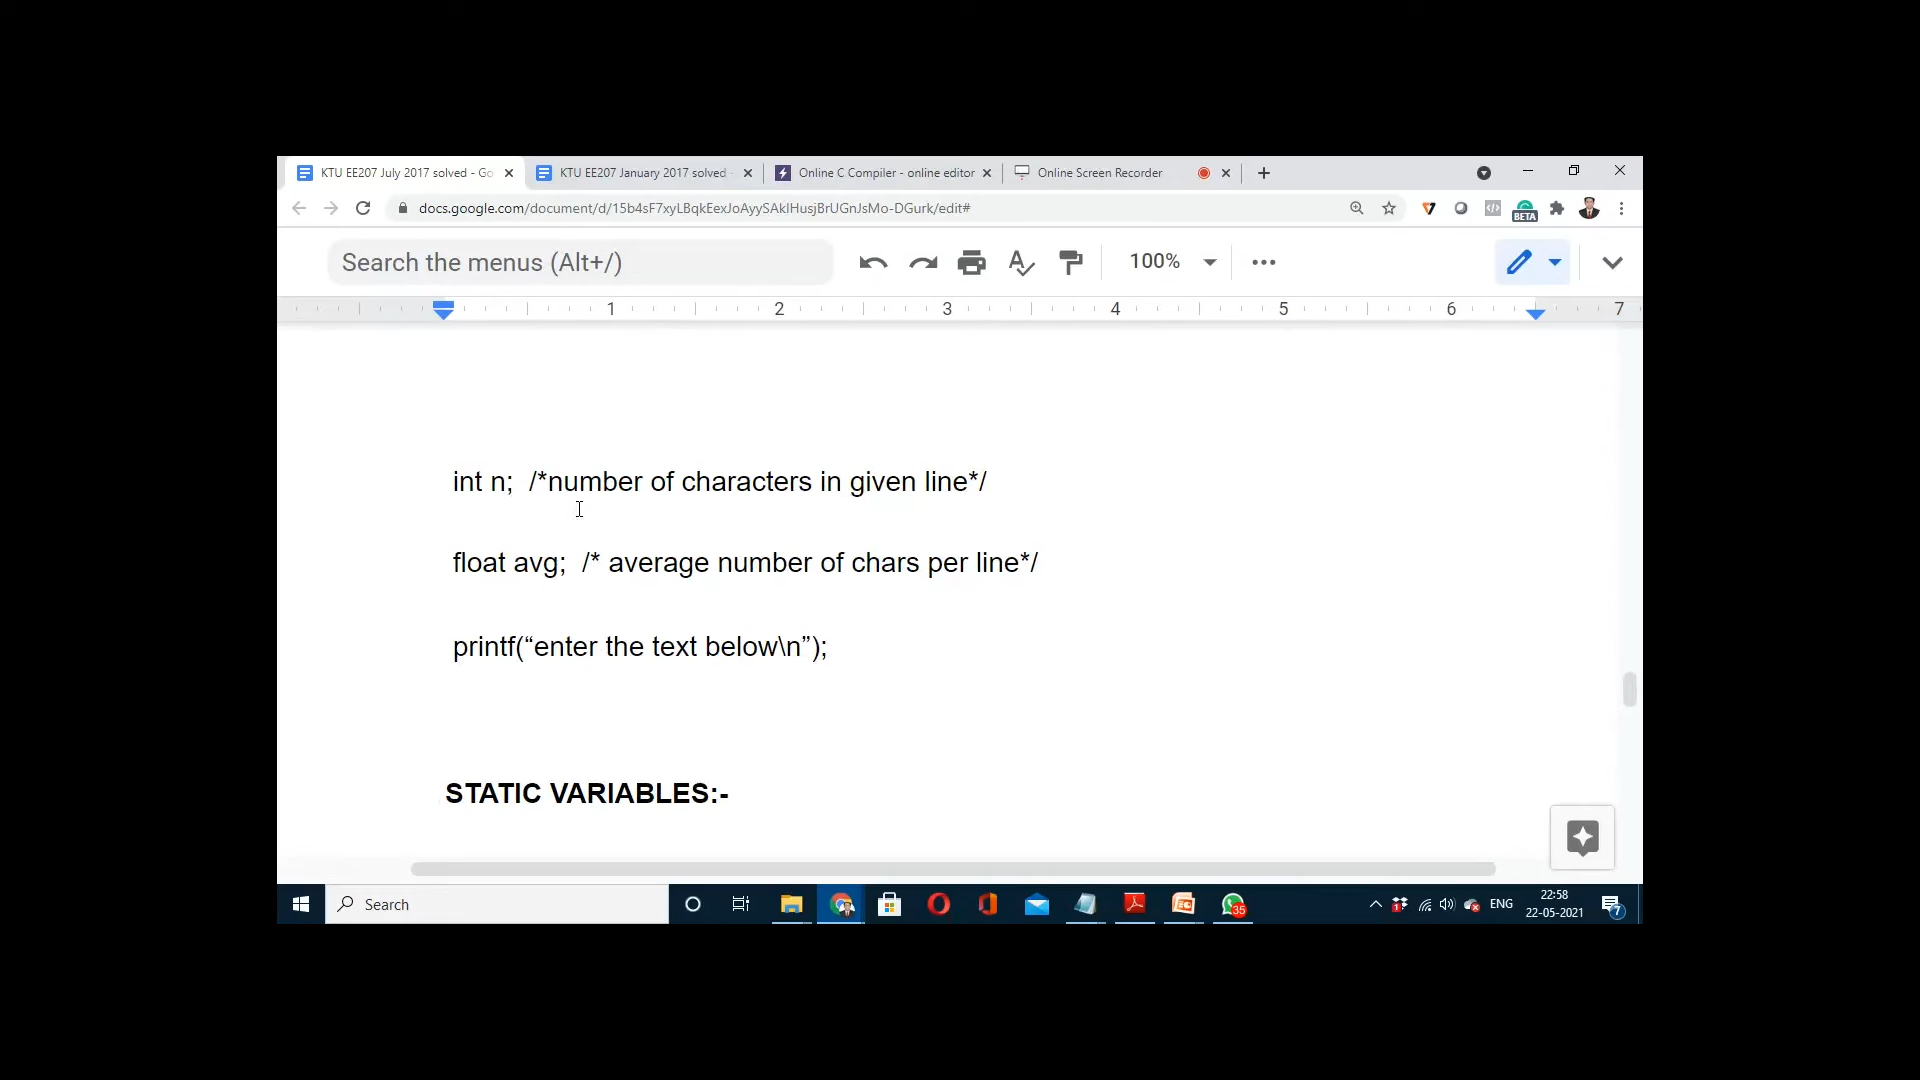 KTU EE207 July 2017 solved - Go
KTU EE207 January 2017 solved -
Online C Compiler - online editor
Online Screen Recorder
docs.google.com/document/d/15b4sF7xyLBqkEexJoAyySAkIHusjBrUGnJsMo-DGurk/edit#
BETA
Search the menus (Alt+/)
100%
1 2 3 4 5 6 7
int n;  /*number of characters in given line*/
float avg;  /* average number of chars per line*/
printf(“enter the text below\n”);
STATIC VARIABLES:-
Search
35
ENG
22:58
22-05-2021
7